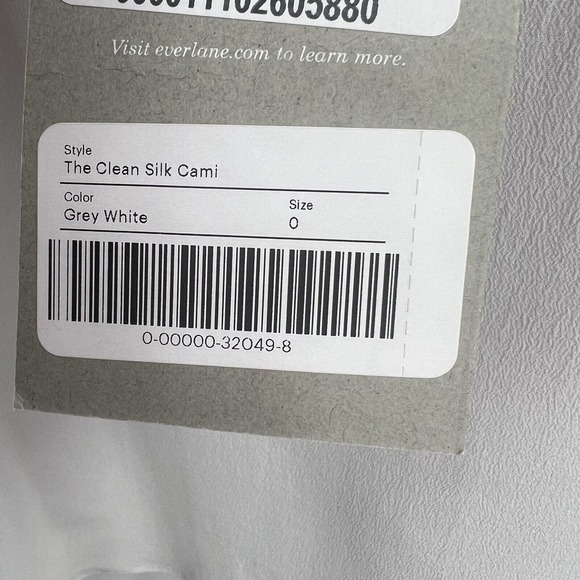 Visit everlane.com to learn more.
Style
The Clean Silk Cami
Color
Grey White
Size
0
0-00000-32049-8